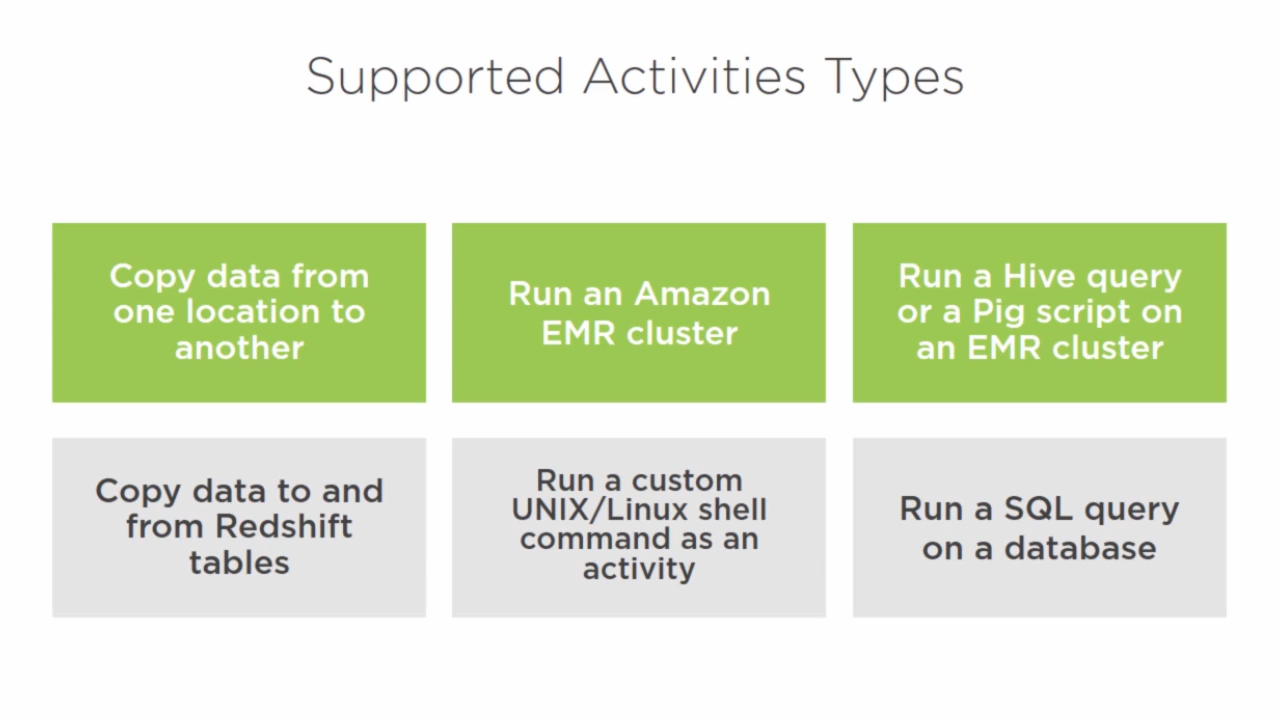 Supported Activities Types
Copy data from
one location to
another
Run an Amazon
EMR cluster
Run a Hive query
or a Pig script on
an EMR cluster
Copy data to and
from Redshift
tables
Run a custom
UNIX/Linux shell
command as an
activity
Run a SQL query
on a database